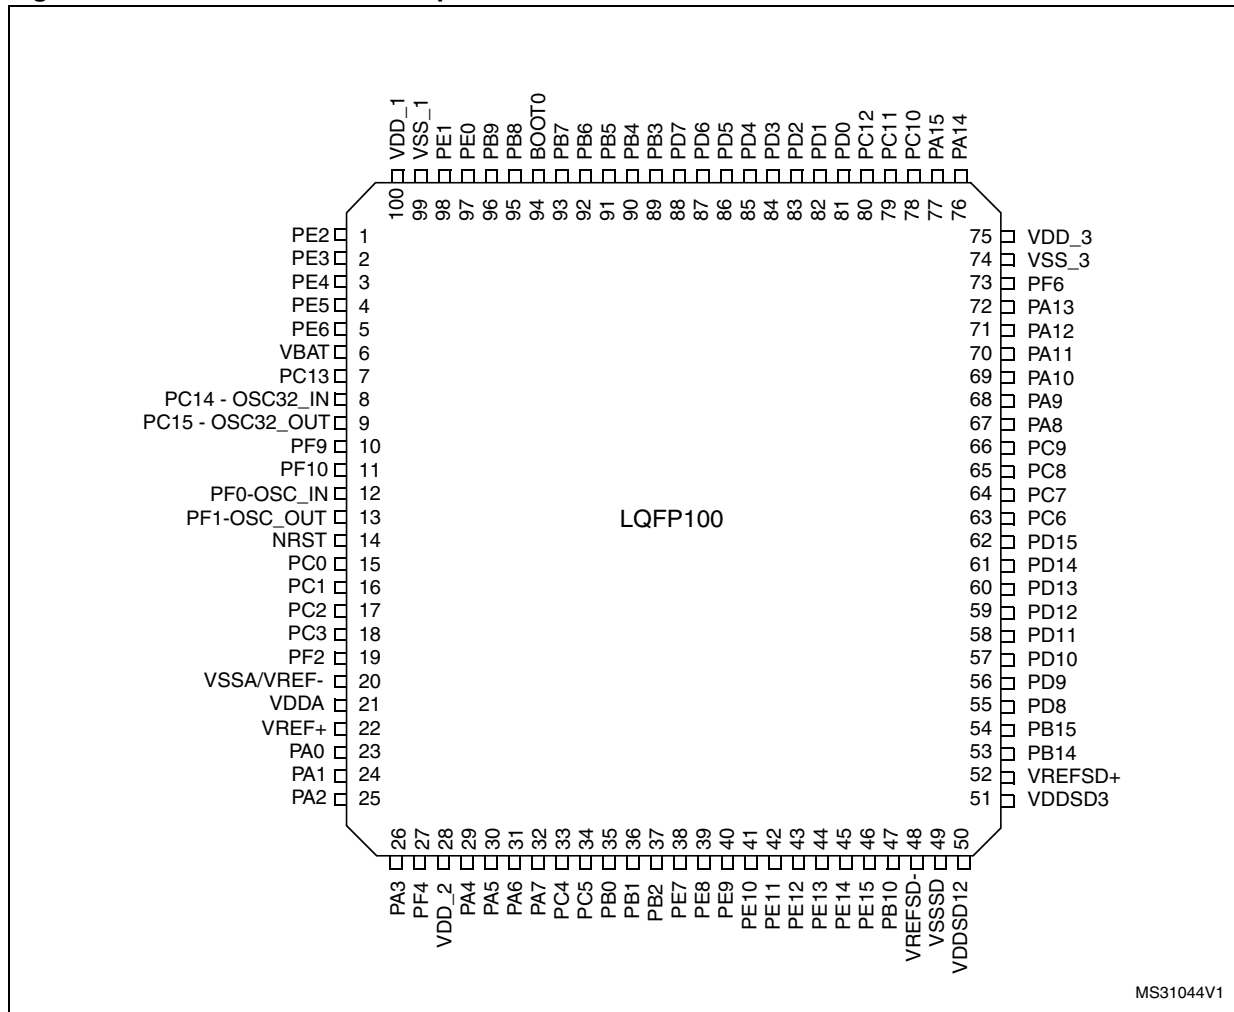 VDD_1
VSS_1
PE1
PE0
PB9
PB8
BOOT0
PB7
PB6
PB5
PB4
PB3
PD7
PD6
PD5
PD4
PD3
PD2
PD1
PD0
PC12
PC11
PC10
PA15
PA14
100
99
98
97
96
95
94
93
92
91
90
89
88
87
86
85
84
83
82
81
80
79
78
77
76
PE2 1
PE3 2
PE4 3
PE5 4
PE6 5
VBAT 6
PC13 7
PC14 - OSC32_IN 8
PC15 - OSC32_OUT 9
PF9 10
PF10 11
PF0-OSC_IN 12
PF1-OSC_OUT 13
NRST 14
PC0 15
PC1 16
PC2 17
PC3 18
PF2 19
VSSA/VREF- 20
VDDA 21
VREF+ 22
PA0 23
PA1 24
PA2 25
LQFP100
75 VDD_3
74 VSS_3
73 PF6
72 PA13
71 PA12
70 PA11
69 PA10
68 PA9
67 PA8
66 PC9
65 PC8
64 PC7
63 PC6
62 PD15
61 PD14
60 PD13
59 PD12
58 PD11
57 PD10
56 PD9
55 PD8
54 PB15
53 PB14
52 VREFSD+
51 VDDSD3
26
27
28
29
30
31
32
33
34
35
36
37
38
39
40
41
42
43
44
45
46
47
48
49
50
PA3
PF4
VDD_2
PA4
PA5
PA6
PA7
PC4
PC5
PB0
PB1
PB2
PE7
PE8
PE9
PE10
PE11
PE12
PE13
PE14
PE15
PB10
VREFSD-
VSSSD
VDDSD12
MS31044V1